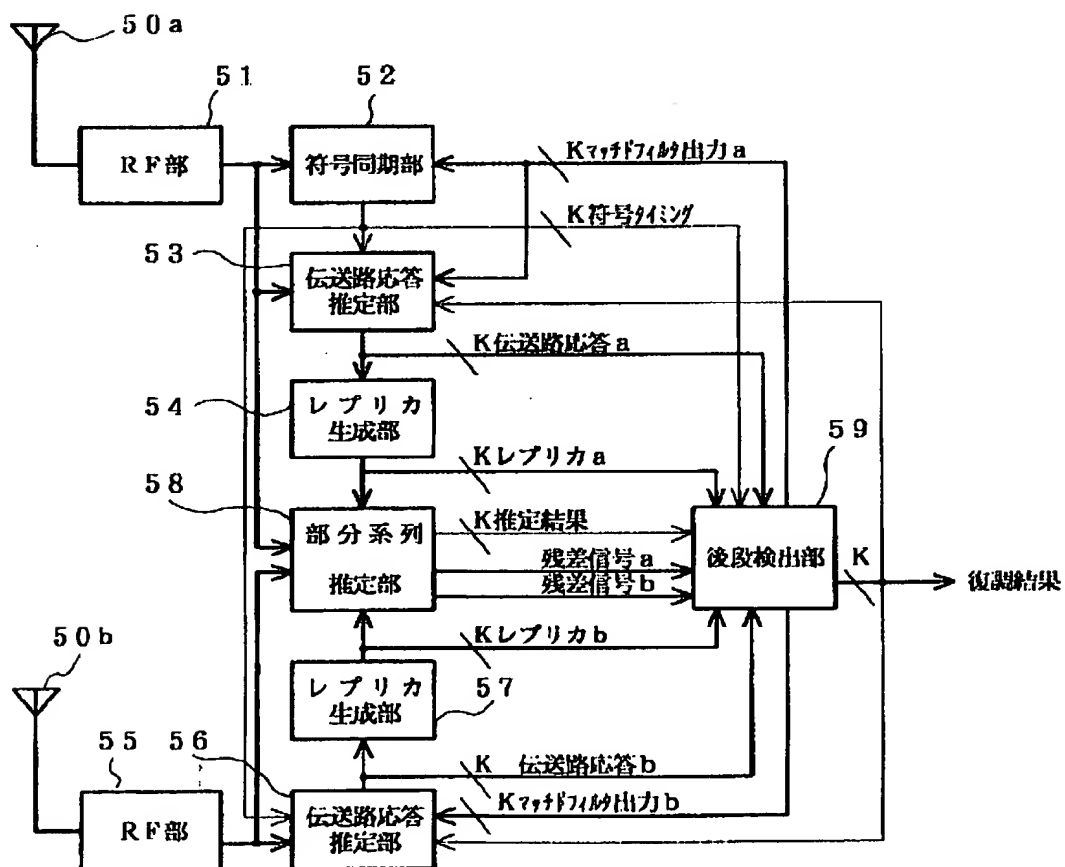 50a
51
52
RF部
符号同期部
Kマッチドフィルタ出力a
K符号タイミング
53
伝送路応答
推定部
K伝送路応答a
54
レプリカ
生成部
59
Kレプリカa
58
部分系列
推定部
K推定結果
残差信号a
残差信号b
後段検出部
K
復調結果
50b
Kレプリカb
レプリカ
生成部
57
55
56
K 伝送路応答b
Kマッチドフィルタ出力b
RF部
伝送路応答
推定部